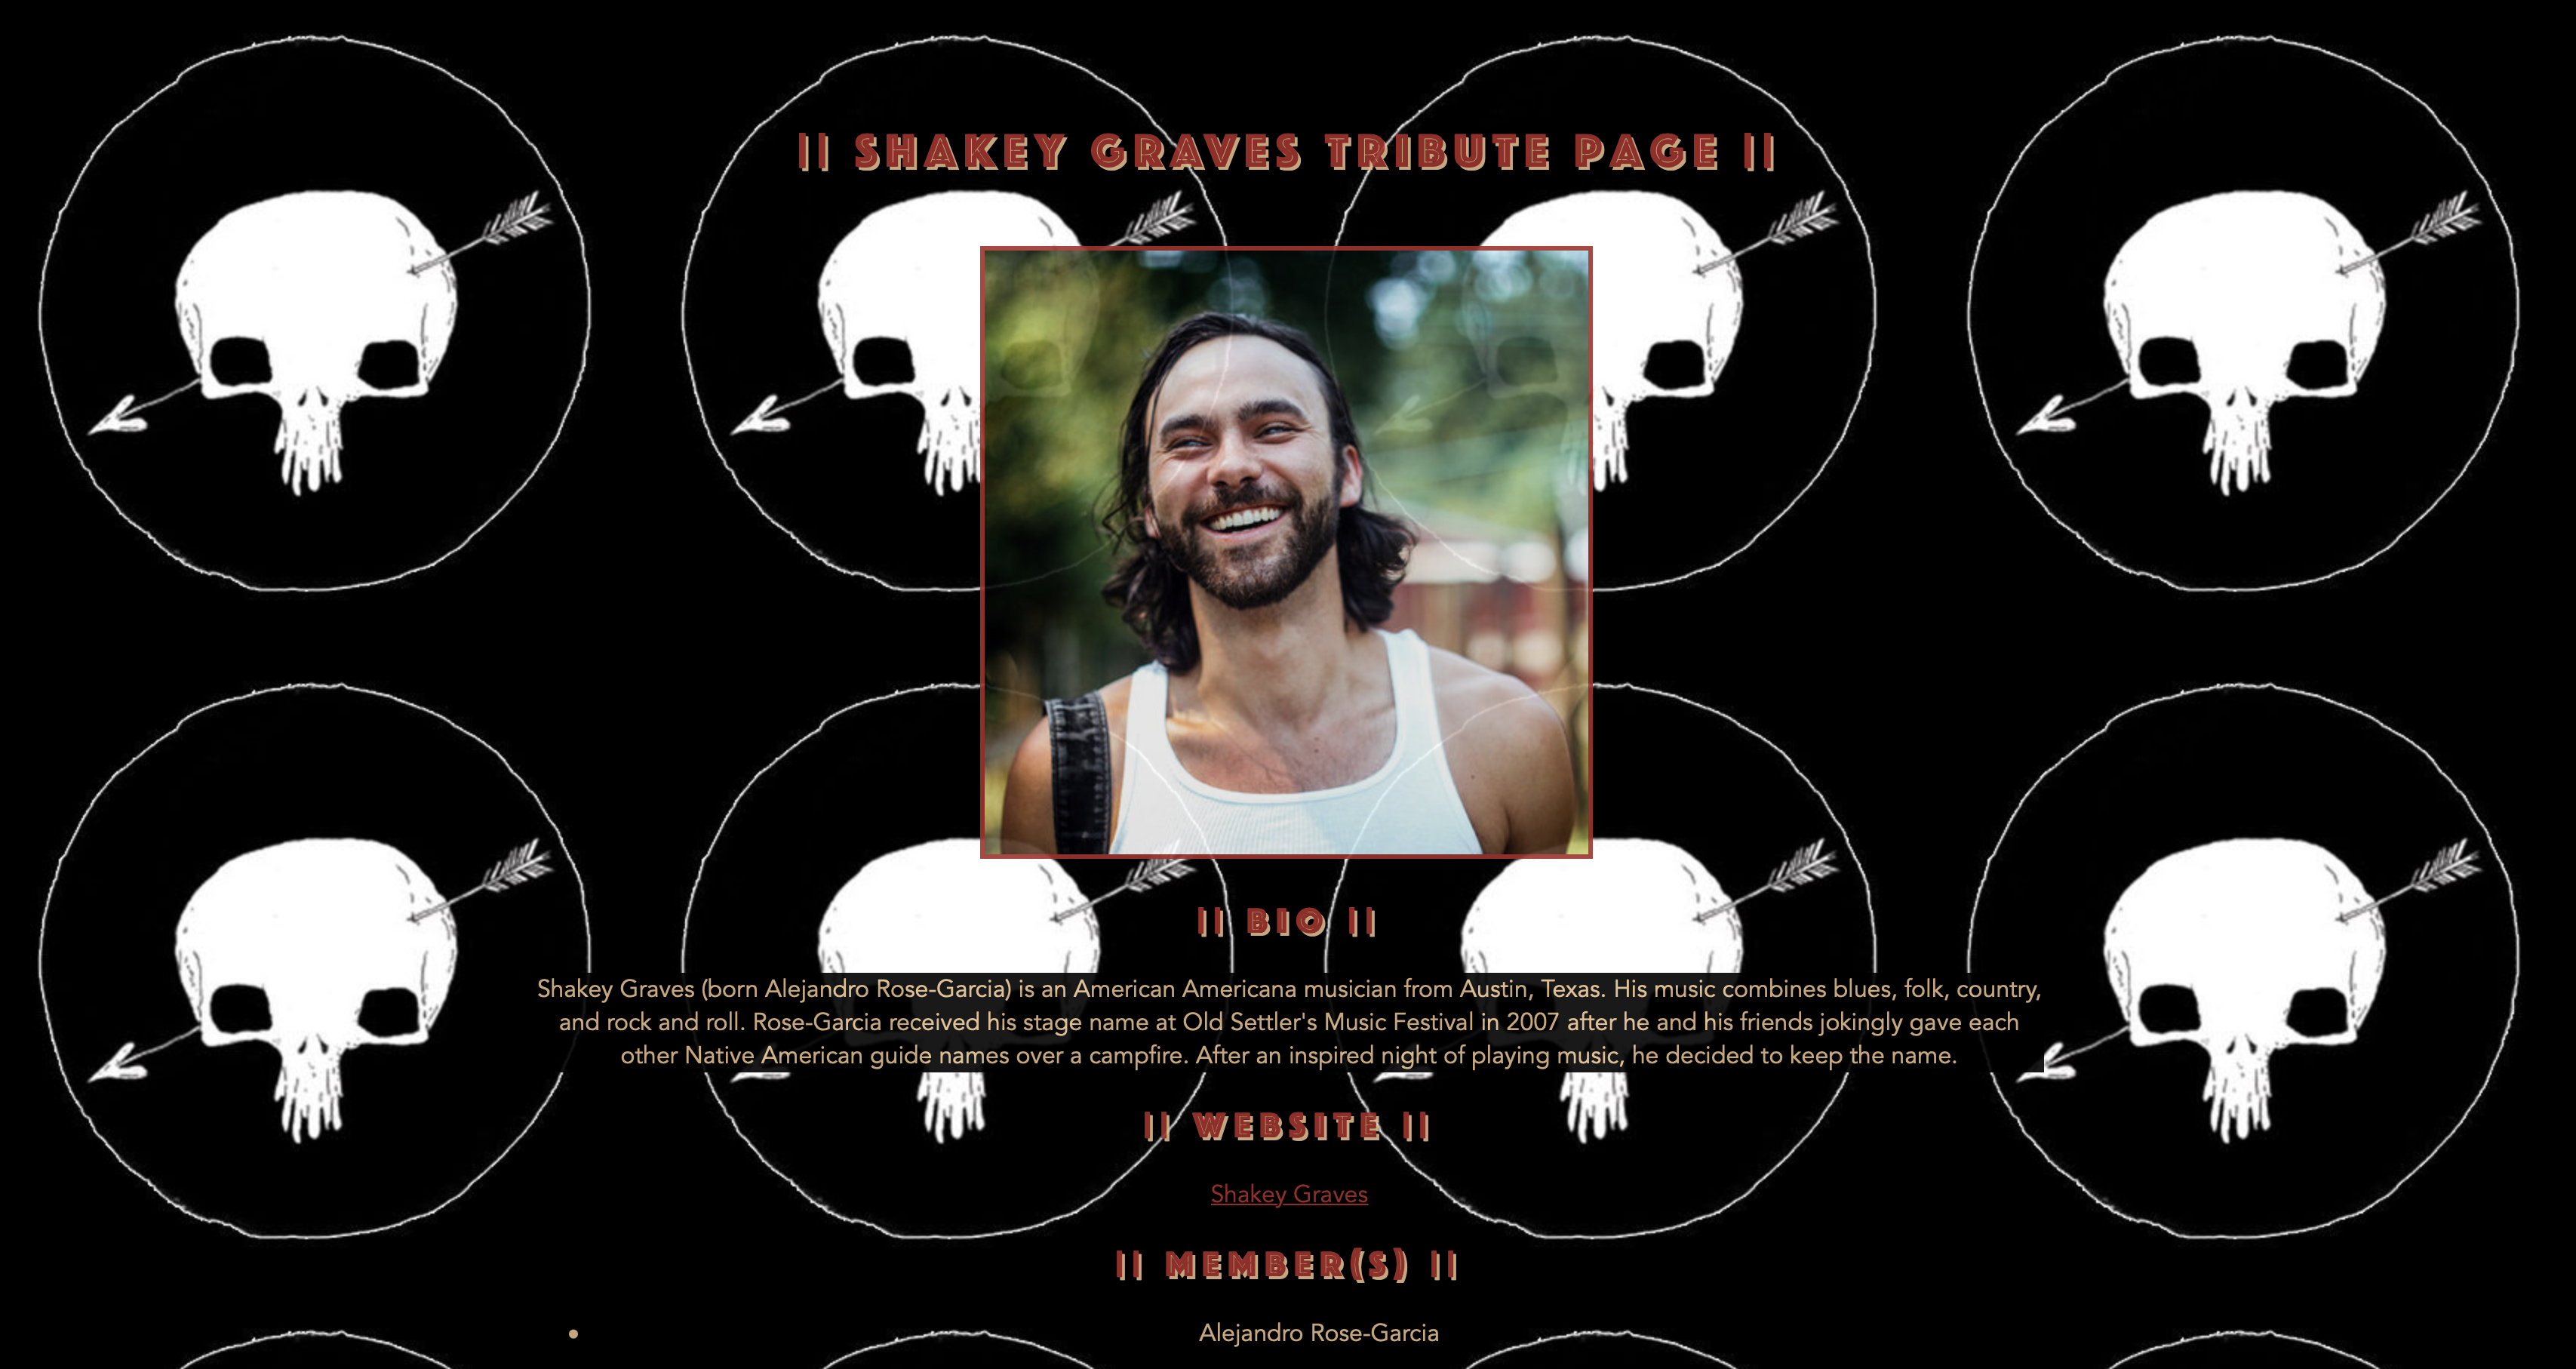 || SHAKEY GRAVES TRIBUTE PAGE ||
|| BIO ||
Shakey Graves (born Alejandro Rose-Garcia) is an American Americana musician from Austin, Texas. His music combines blues, folk, country,
and rock and roll. Rose-Garcia received his stage name at Old Settler's Music Festival in 2007 after he and his friends jokingly gave each
other Native American guide names over a campfire. After an inspired night of playing music, he decided to keep the name.
|| WEBSITE ||
Shakey Graves
|| MEMBER(S) ||
• Alejandro Rose-Garcia